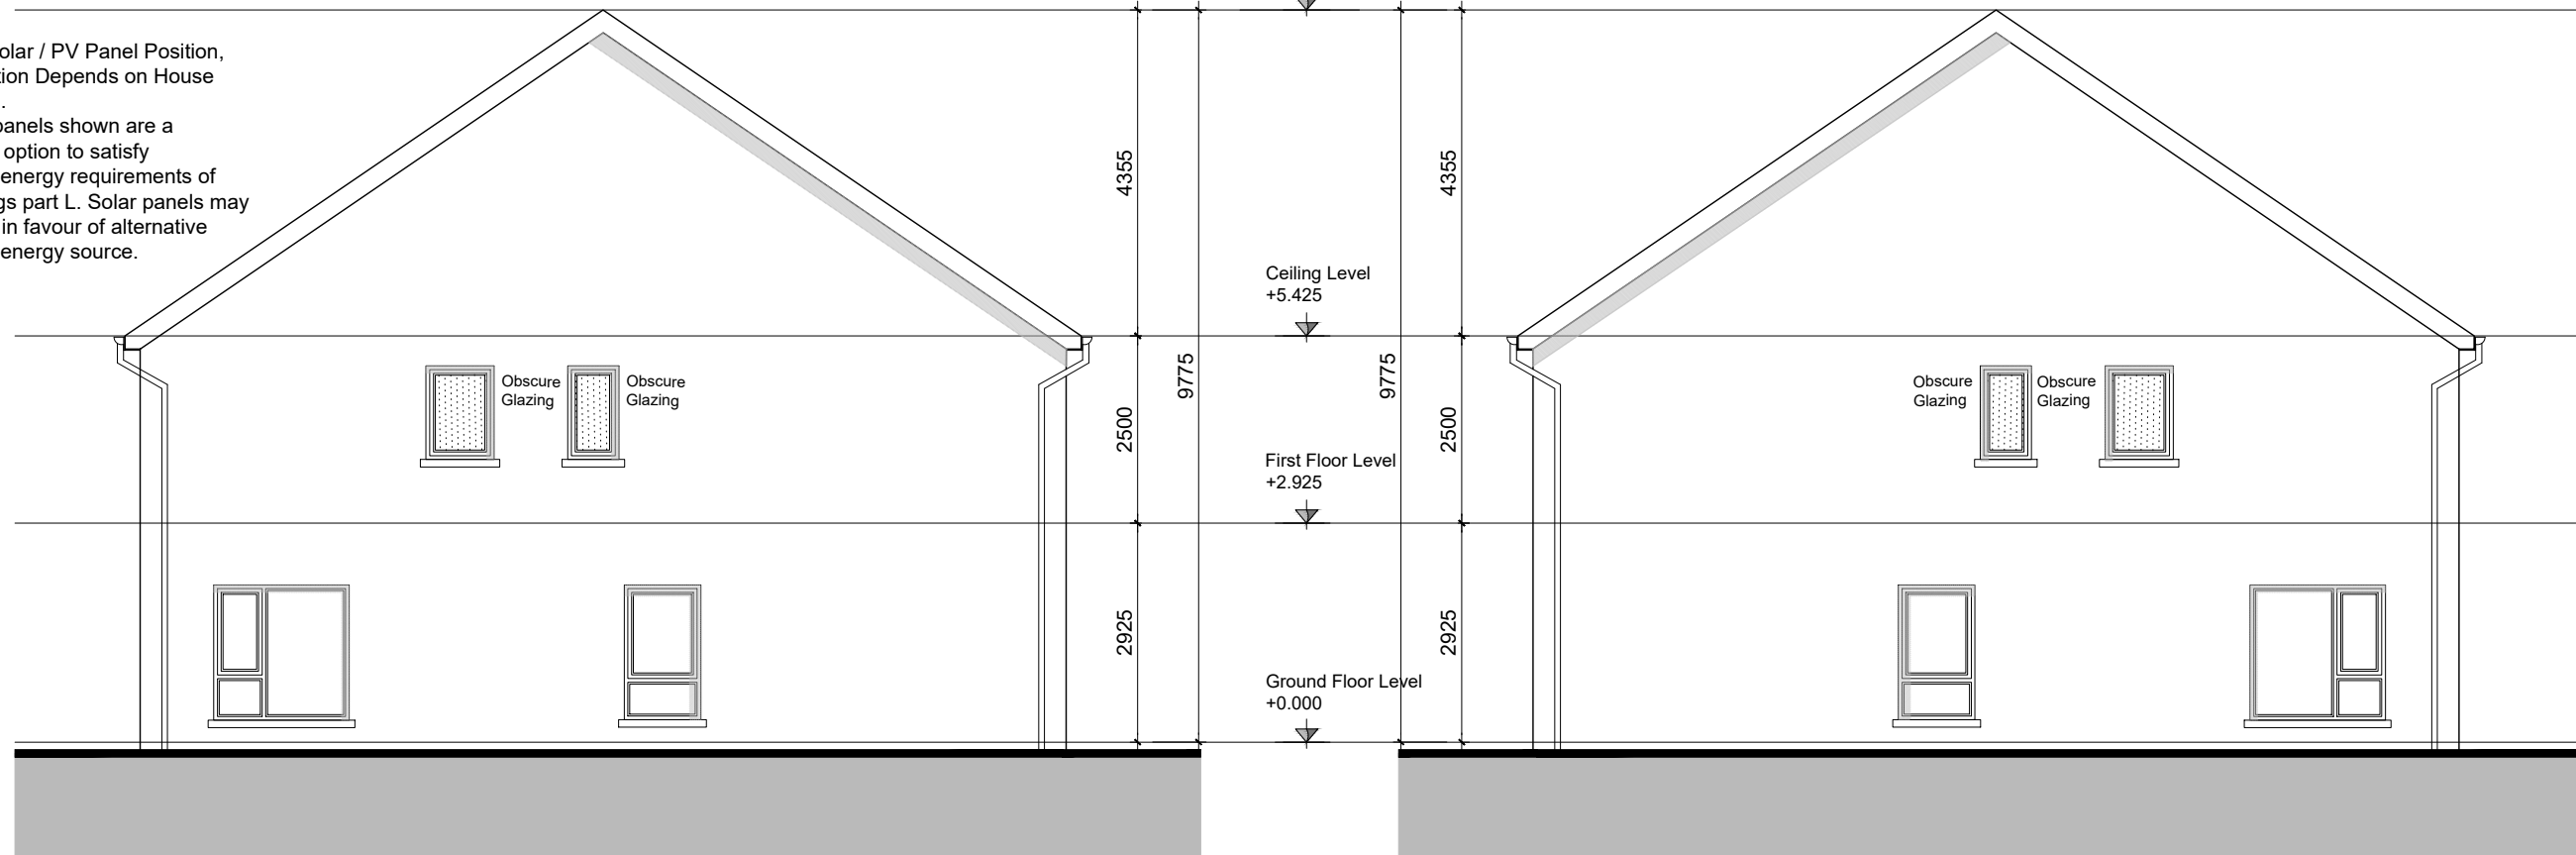 olar / PV Panel Position,
tion Depends on House
.
panels shown are a
option to satisfy
energy requirements of
gs part L. Solar panels may
in favour of alternative
energy source.
4355
4355
Ceiling Level
+5.425
9775
9775
Obscure
Glazing
Obscure
Glazing
Obscure
Glazing
Obscure
Glazing
2500
2500
First Floor Level
+2.925
2925
2925
Ground Floor Level
+0.000